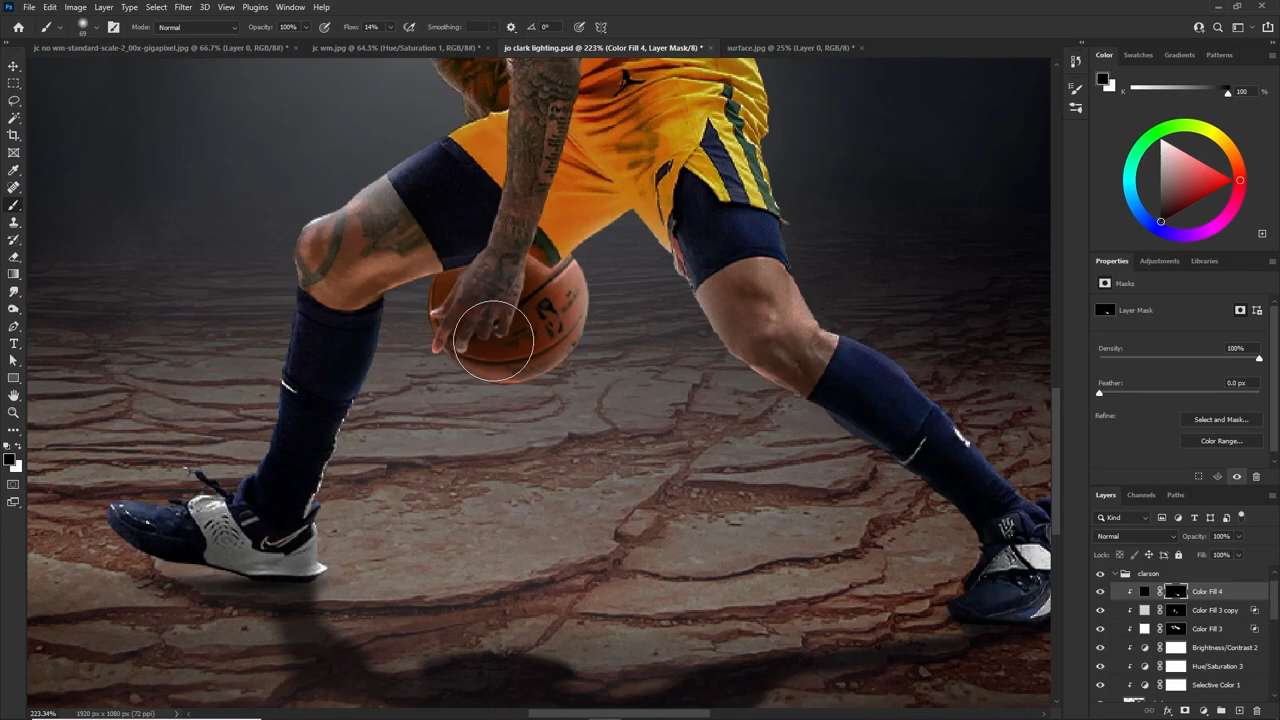 File Edit Image Layer Type Select Filter 3D View Plugins Window Help
69 Mode: Normal Opacity: 100% Flow: 14% Smoothing: 0°
jc no wm-standard-scale-2_00x-gigapixel.jpg @ 66.7% (Layer 0, RGB/8#) * × jc wm.jpg @ 64.3% (Hue/Saturation 1, RGB/8#) * × jo clark lighting.psd @ 223% (Color Fill 4, Layer Mask/8) * × surface.jpg @ 25% (Layer 0, RGB/8) * ×
Color Swatches Gradients Patterns
K 100 %
Properties Adjustments Libraries
Masks
Layer Mask
Density: 100%
Feather: 0.0 px
Refine: Select and Mask...
Color Range...
Layers Channels Paths
Kind
Normal Opacity: 100%
Lock: Fill: 100%
clarson
Color Fill 4
Color Fill 3 copy
Color Fill 3
Brightness/Contrast 2
Hue/Saturation 3
Selective Color 1
223.34% 1920 px x 1080 px (72 ppi)